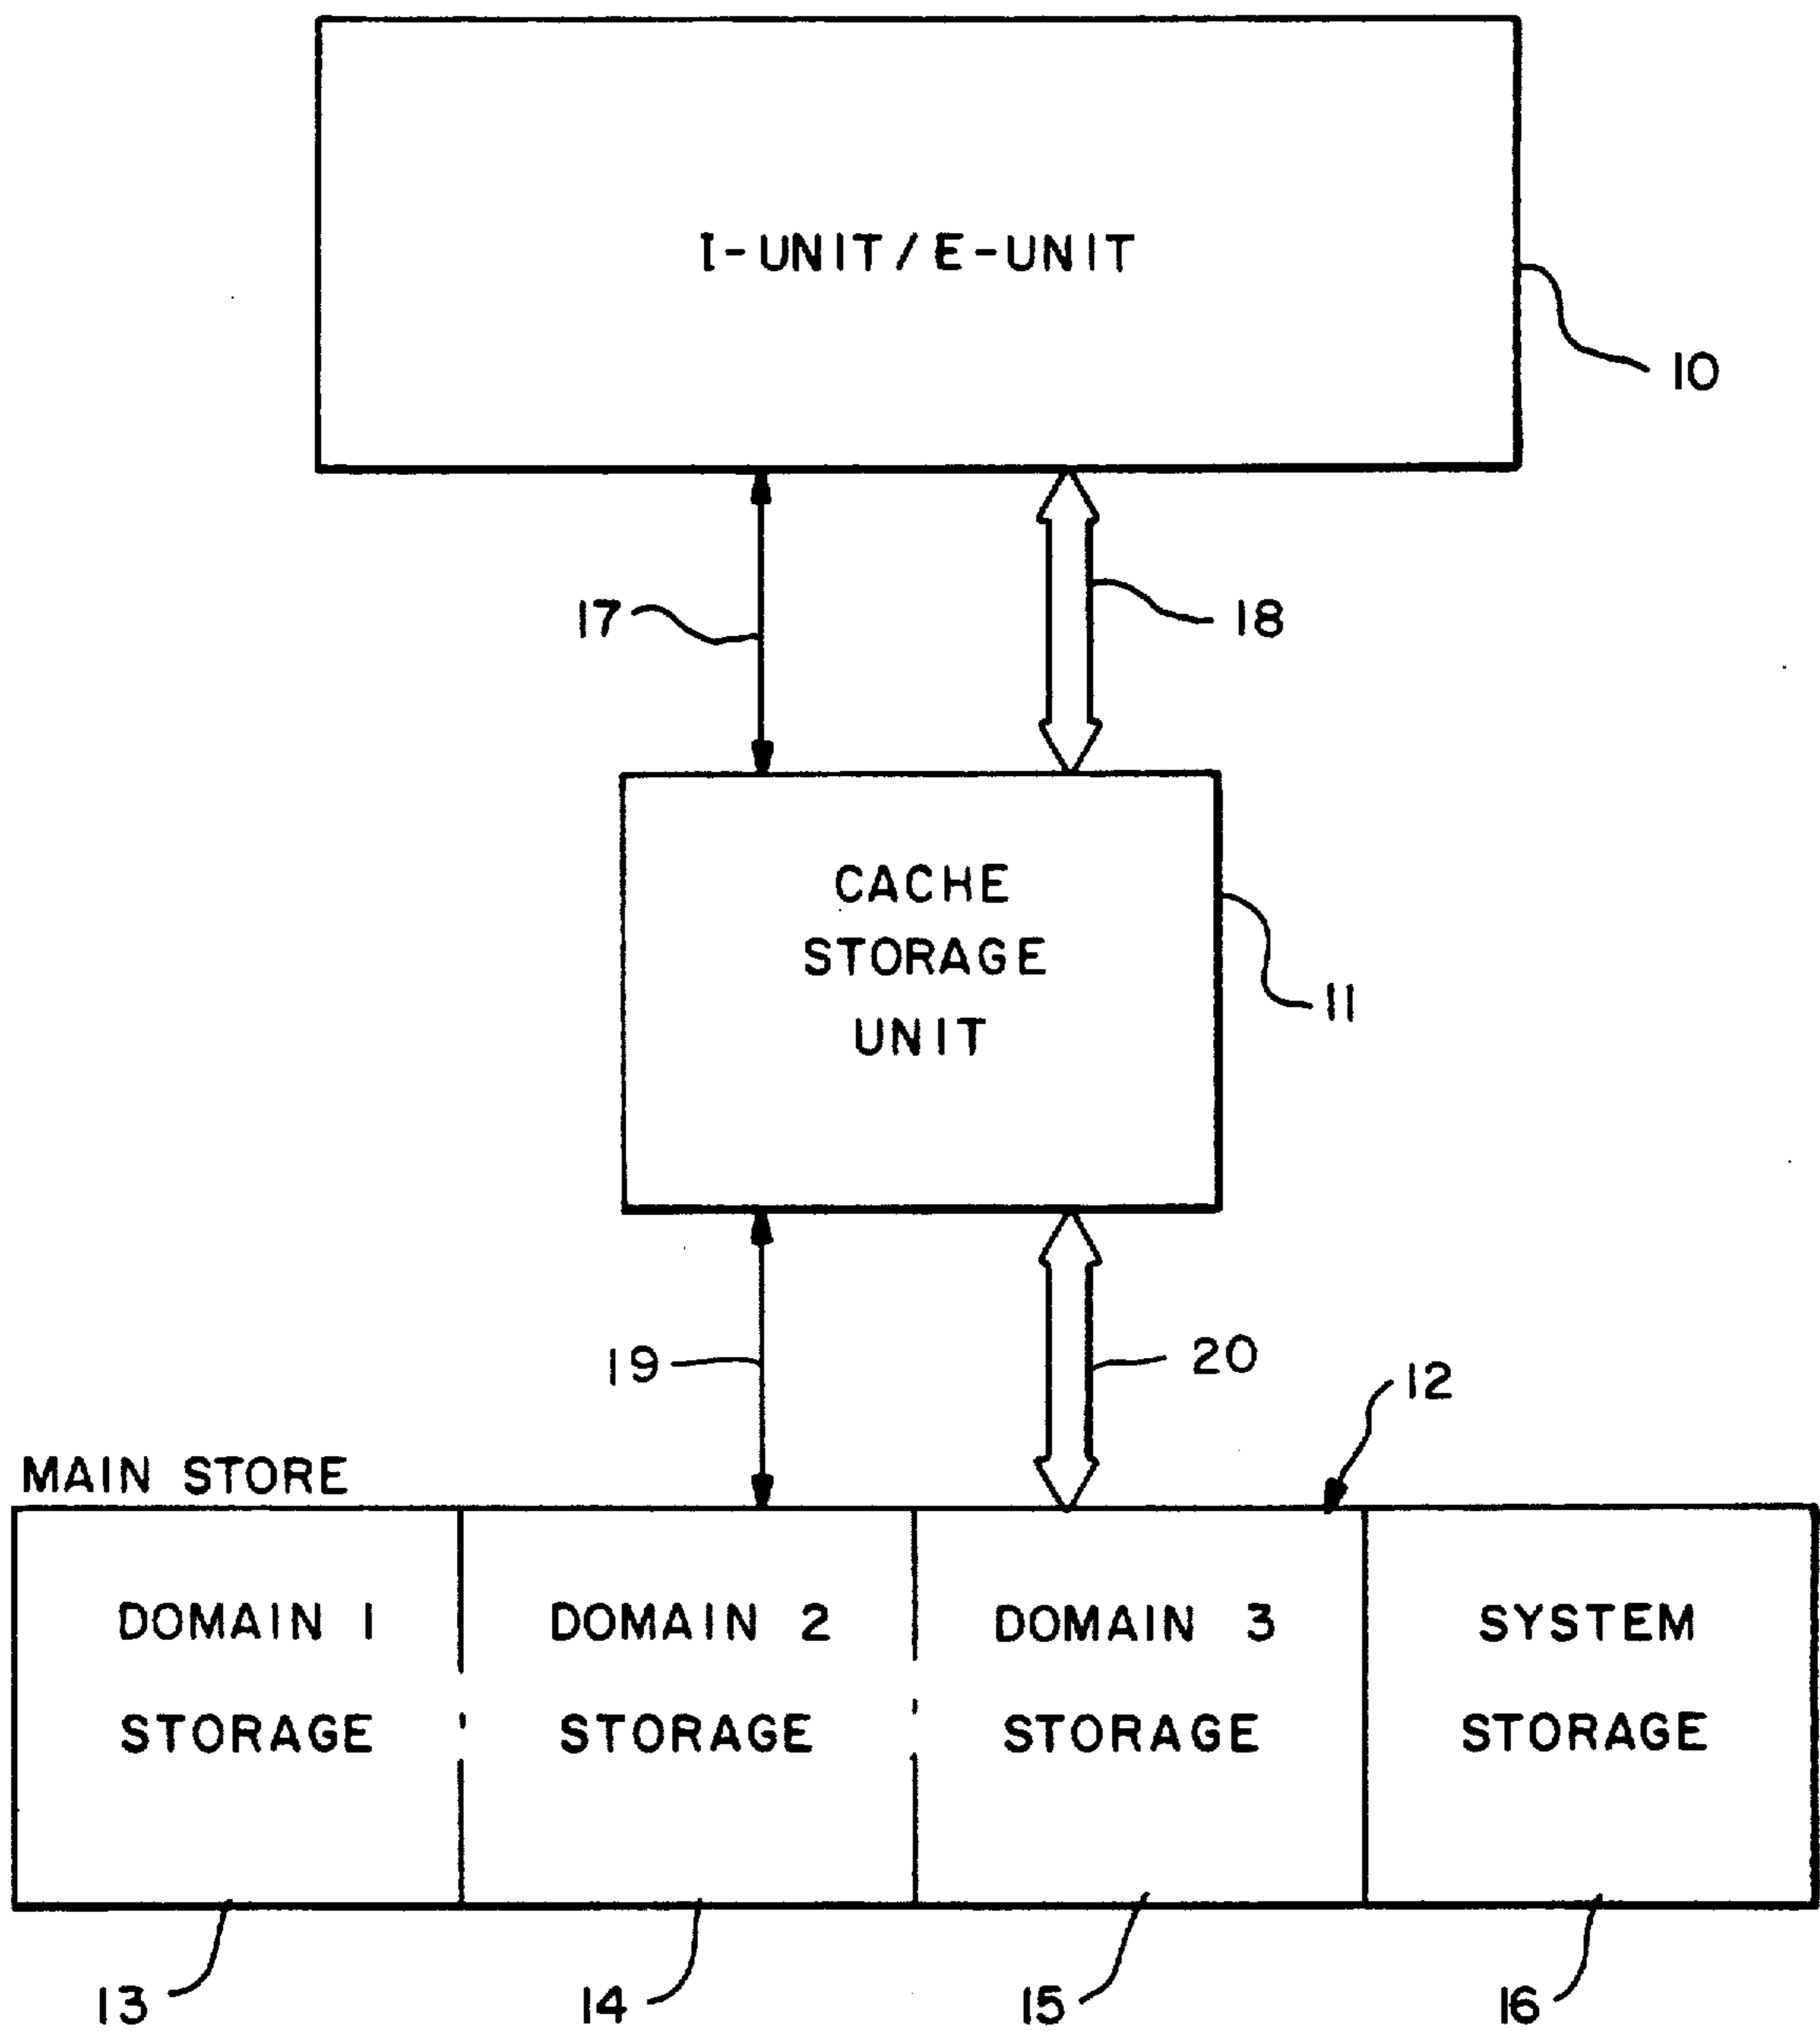 I-UNIT/E-UNIT
10
17
18
CACHE
STORAGE
UNIT
11
19
20
12
MAIN STORE
DOMAIN 1
STORAGE
DOMAIN 2
STORAGE
DOMAIN 3
STORAGE
SYSTEM
STORAGE
13
14
15
16